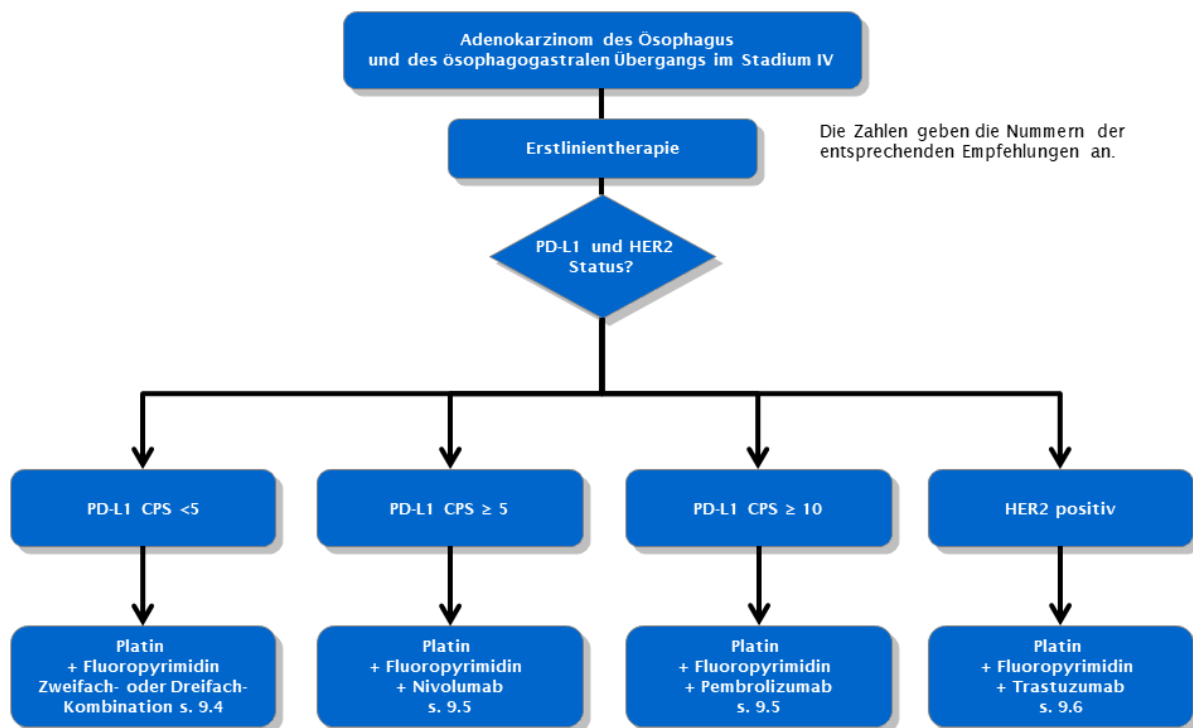 Adenokarzinom des Ösophagus
und des ösophagogastralen Übergangs im Stadium IV
Erstlinientherapie
Die Zahlen geben die Nummern der
entsprechenden Empfehlungen an.
PD-L1 und HER2
Status?
PD-L1 CPS <5
PD-L1 CPS ≥ 5
PD-L1 CPS ≥ 10
HER2 positiv
Platin
+ Fluoropyrimidin
Zweifach- oder Dreifach-
Kombination s. 9.4
Platin
+ Fluoropyrimidin
+ Nivolumab
s. 9.5
Platin
+ Fluoropyrimidin
+ Pembrolizumab
s. 9.5
Platin
+ Fluoropyrimidin
+ Trastuzumab
s. 9.6